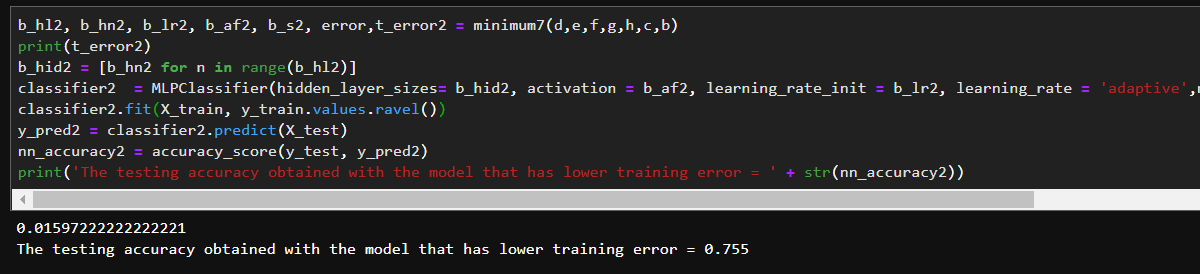 b_hl2, b_hn2, b_lr2, b_af2, b_s2, error,t_error2 = minimum7(d,e,f,g,h,c,b)
print(t_error2)
b_hid2 = [b_hn2 for n in range(b_hl2)]
classifier2  = MLPClassifier(hidden_layer_sizes= b_hid2, activation = b_af2, learning_rate_init = b_lr2, learning_rate = 'adaptive',
classifier2.fit(X_train, y_train.values.ravel())
y_pred2 = classifier2.predict(X_test)
nn_accuracy2 = accuracy_score(y_test, y_pred2)
print('The testing accuracy obtained with the model that has lower training error = ' + str(nn_accuracy2))
0.01597222222222221
The testing accuracy obtained with the model that has lower training error = 0.755